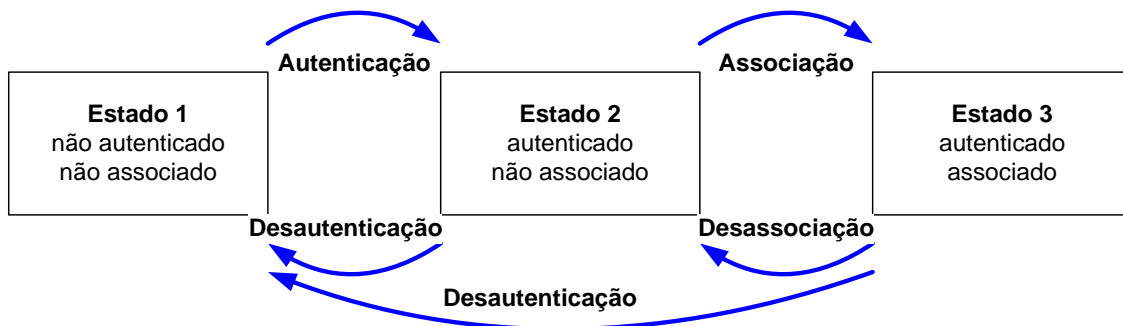 Autenticação
Associação
Estado 1
não autenticado
não associado
Estado 2
autenticado
não associado
Estado 3
autenticado
associado
Desautenticação
Desassociação
Desautenticação